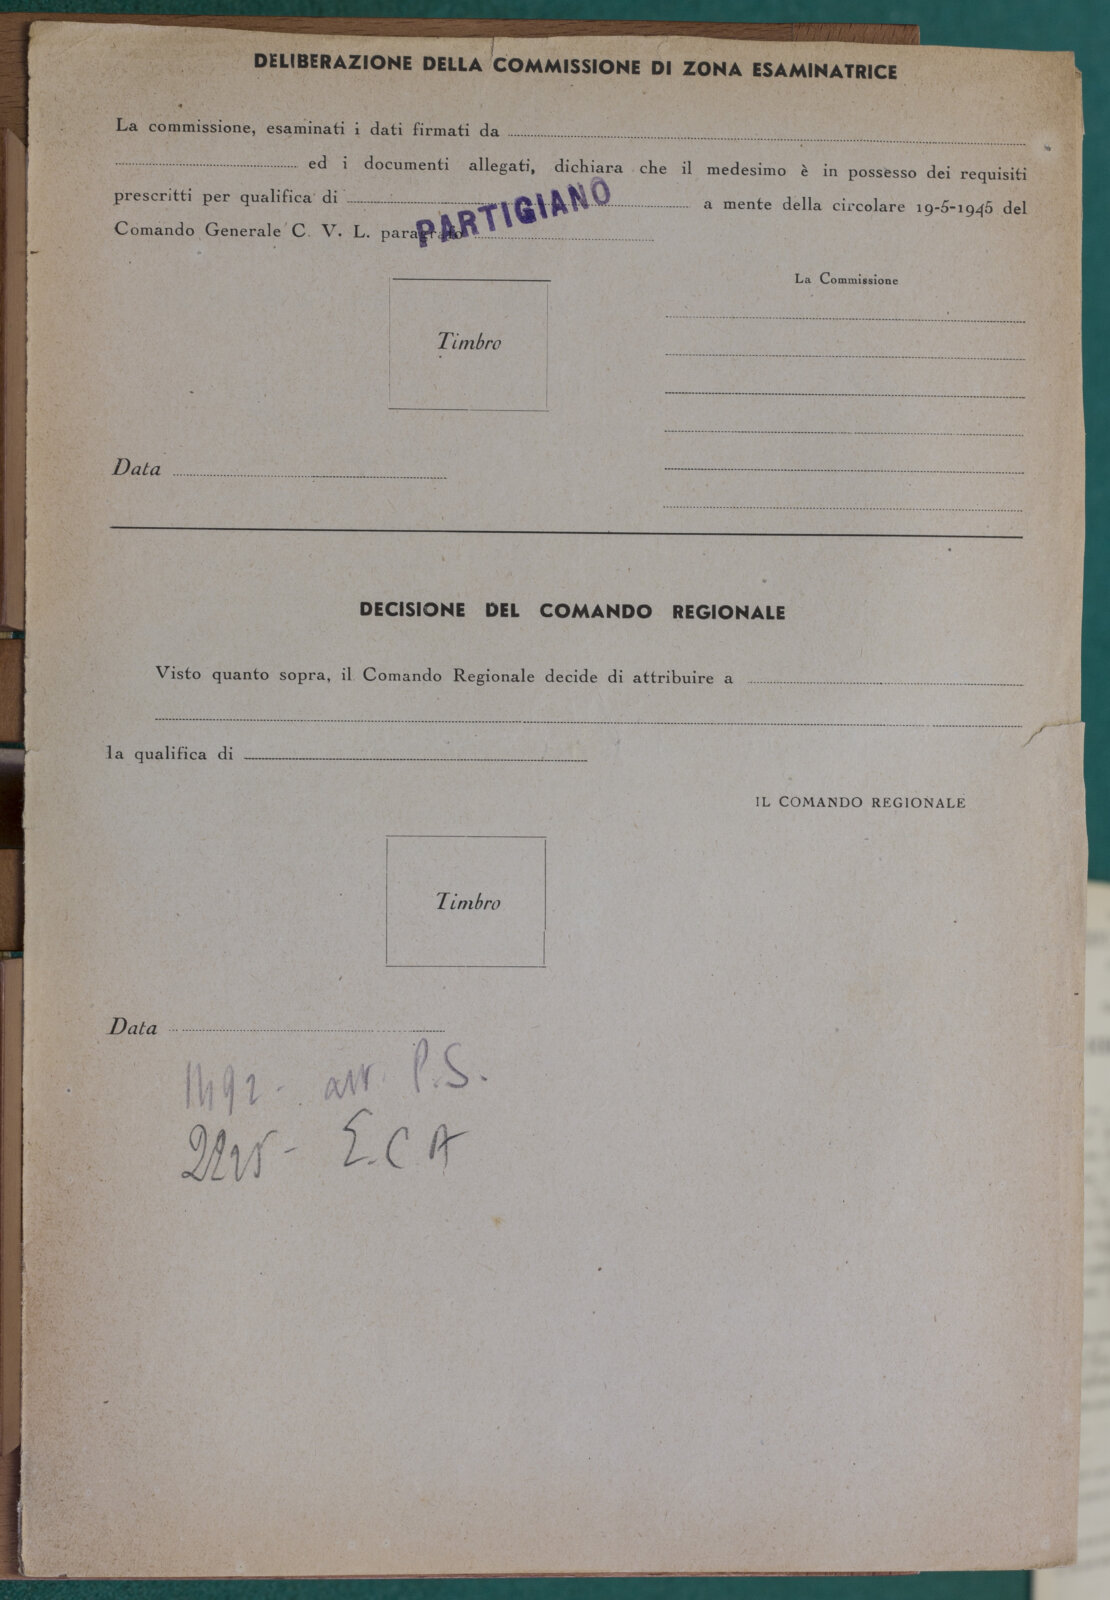 DELIBERAZIONE DELLA COMMISSIONE DI ZONA ESAMINATRICE
La commissione, esaminati i dati firmati da
ed i documenti allegati, dichiara che il medesimo è in possesso dei requisiti
prescritti per qualifica di PARTIGIANO a mente della circolare 19-5-1945 del
Comando Generale C. V. L. paragrafo
La Commissione
Timbro
Data
DECISIONE DEL COMANDO REGIONALE
Visto quanto sopra, il Comando Regionale decide di attribuire a
la qualifica di
IL COMANDO REGIONALE
Timbro
Data
1492 - P.S.
E.C A